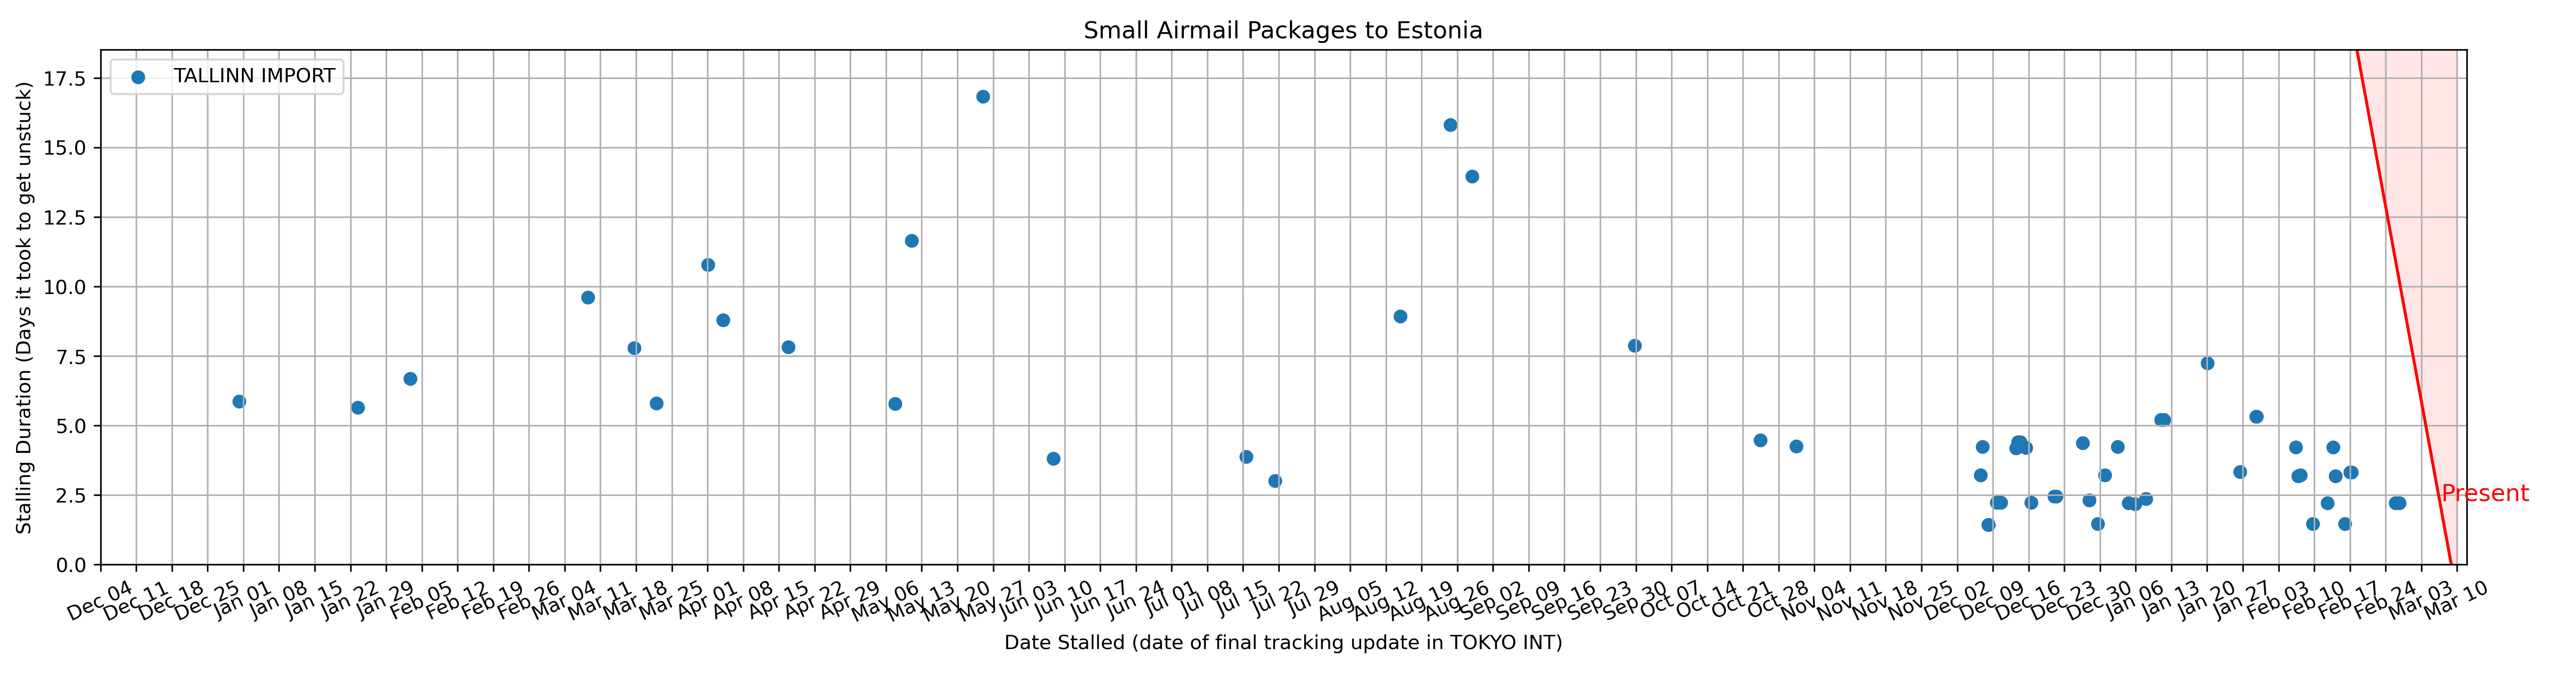 Small Airmail Packages to Estonia
TALLINN IMPORT
Stalling Duration (Days it took to get unstuck)
17.5
15.0
12.5
10.0
7.5
5.0
2.5
0.0
Present
Dec 04 Dec 11 Dec 18 Dec 25 Jan 01 Jan 08 Jan 15 Jan 22 Jan 29 Feb 05 Feb 12 Feb 19 Feb 26 Mar 04 Mar 11 Mar 18 Mar 25 Apr 01 Apr 08 Apr 15 Apr 22 Apr 29 May 06 May 13 May 20 May 27 Jun 03 Jun 10 Jun 17 Jun 24 Jul 01 Jul 08 Jul 15 Jul 22 Jul 29 Aug 05 Aug 12 Aug 19 Aug 26 Sep 02 Sep 09 Sep 16 Sep 23 Sep 30 Oct 07 Oct 14 Oct 21 Oct 28 Nov 04 Nov 11 Nov 18 Nov 25 Dec 02 Dec 09 Dec 16 Dec 23 Dec 30 Jan 06 Jan 13 Jan 20 Jan 27 Feb 03 Feb 10 Feb 17 Feb 24 Mar 03 Mar 10
Date Stalled (date of final tracking update in TOKYO INT)